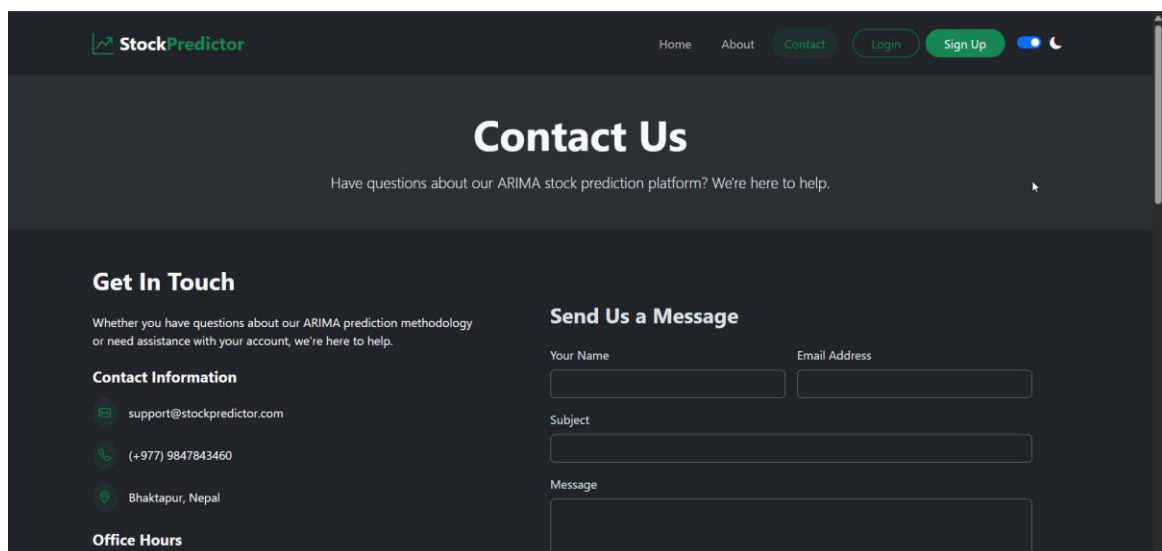 StockPredictor
Home About Contact Login Sign Up
Contact Us
Have questions about our ARIMA stock prediction platform? We're here to help.
Get In Touch
Whether you have questions about our ARIMA prediction methodology
or need assistance with your account, we're here to help.
Contact Information
support@stockpredictor.com
(+977) 9847843460
Bhaktapur, Nepal
Office Hours
Send Us a Message
Your Name Email Address
Subject
Message